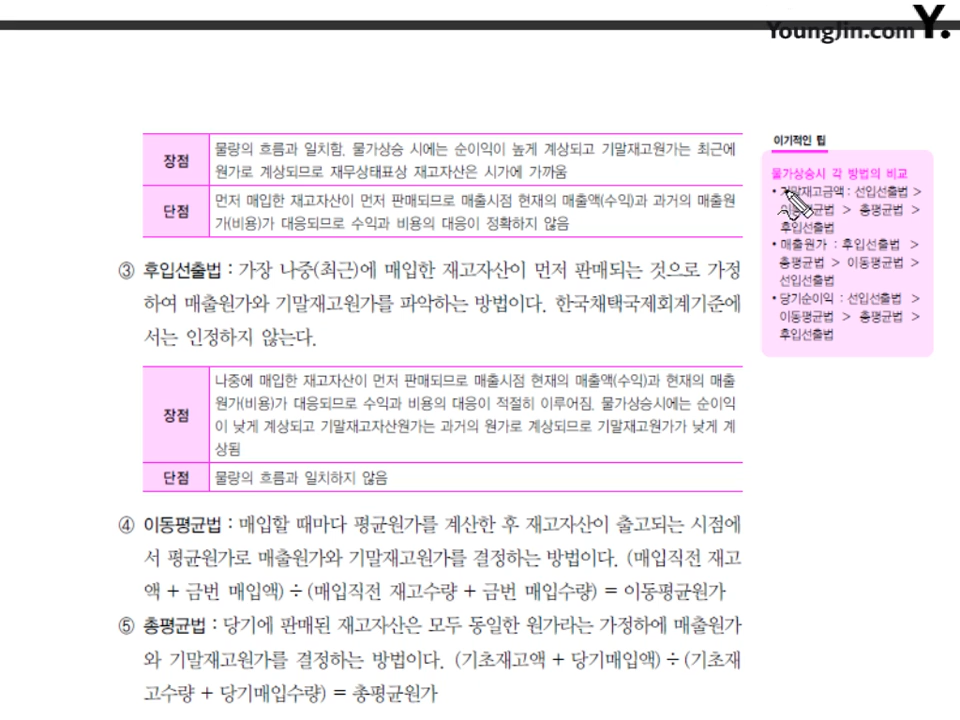 YoungJin.com Y.
장점
물량의 흐름과 일치함. 물가상승 시에는 순이익이 높게 계상되고 기말재고원가는 최근에
원가로 계상되므로 재무상태표상 재고자산은 시가에 가까움
단점
먼저 매입한 재고자산이 먼저 판매되므로 매출시점 현재의 매출액(수익)과 과거의 매출원
가(비용)가 대응되므로 수익과 비용의 대응이 정확하지 않음
③ 후입선출법 : 가장 나중(최근)에 매입한 재고자산이 먼저 판매되는 것으로 가정
하여 매출원가와 기말재고원가를 파악하는 방법이다. 한국채택국제회계기준에
서는 인정하지 않는다.
장점
나중에 매입한 재고자산이 먼저 판매되므로 매출시점 현재의 매출액(수익)과 현재의 매출
원가(비용)가 대응되므로 수익과 비용의 대응이 적절히 이루어짐. 물가상승시에는 순이익
이 낮게 계상되고 기말재고자산원가는 과거의 원가로 계상되므로 기말재고원가가 낮게 계
상됨
단점
물량의 흐름과 일치하지 않음
④ 이동평균법 : 매입할 때마다 평균원가를 계산한 후 재고자산이 출고되는 시점에
서 평균원가로 매출원가와 기말재고원가를 결정하는 방법이다. (매입직전 재고
액 + 금번 매입액) ÷ (매입직전 재고수량 + 금번 매입수량) = 이동평균원가
⑤ 총평균법 : 당기에 판매된 재고자산은 모두 동일한 원가라는 가정하에 매출원가
와 기말재고원가를 결정하는 방법이다. (기초재고액 + 당기매입액) ÷ (기초재
고수량 + 당기매입수량) = 총평균원가
이기적인 팁
물가상승시 각 방법의 비교
• 기말재고금액 : 선입선출법 >
이동평균법 > 총평균법 >
후입선출법
• 매출원가 : 후입선출법 >
총평균법 > 이동평균법 >
선입선출법
• 당기순이익 : 선입선출법 >
이동평균법 > 총평균법 >
후입선출법